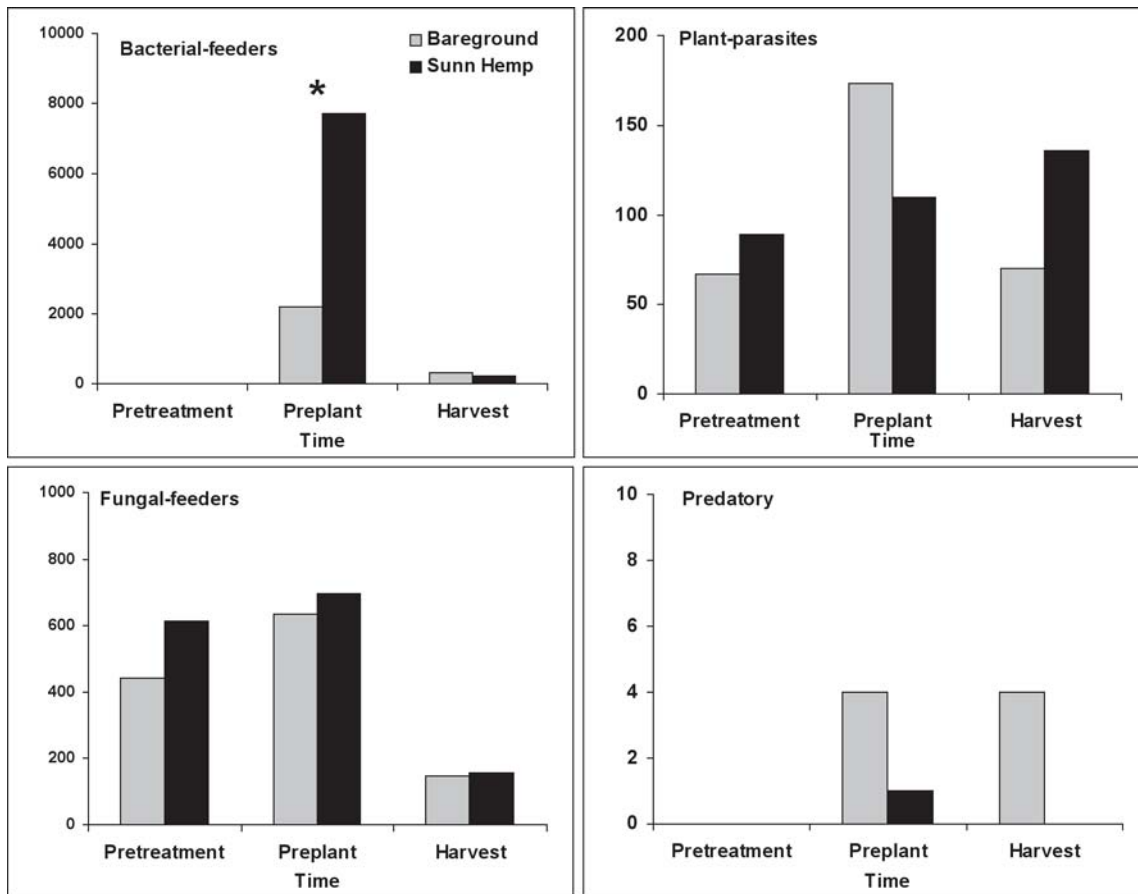 Bacterial-feeders
Bareground
Sunn Hemp
*
10000
8000
6000
4000
2000
0
Pretreatment Preplant Harvest
Time
Plant-parasites
200
150
100
50
0
Pretreatment Preplant Harvest
Time
Fungal-feeders
1000
800
600
400
200
0
Pretreatment Preplant Harvest
Time
Predatory
10
8
6
4
2
0
Pretreatment Preplant Harvest
Time